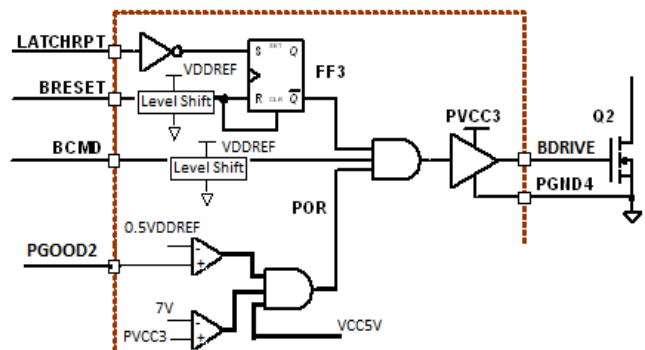 LATCHRPT
S SET Q
FF3
VDDREF
BRESET
Level Shift
R CLR Q
PVCC3
Q2
BCMD
VDDREF
Level Shift
BDRIVE
PGND4
POR
0.5VDDREF
-
+
PGOOD2
7V
-
+
PVCC3
VCC5V